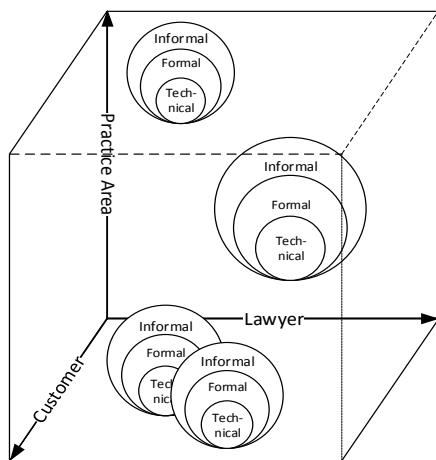 Informal
Formal
Tech-
nical
Practice Area
Informal
Formal
Tech-
nical
Lawyer
Customer
Informal
Formal
Tech-
nical
Informal
Formal
Tech-
nical